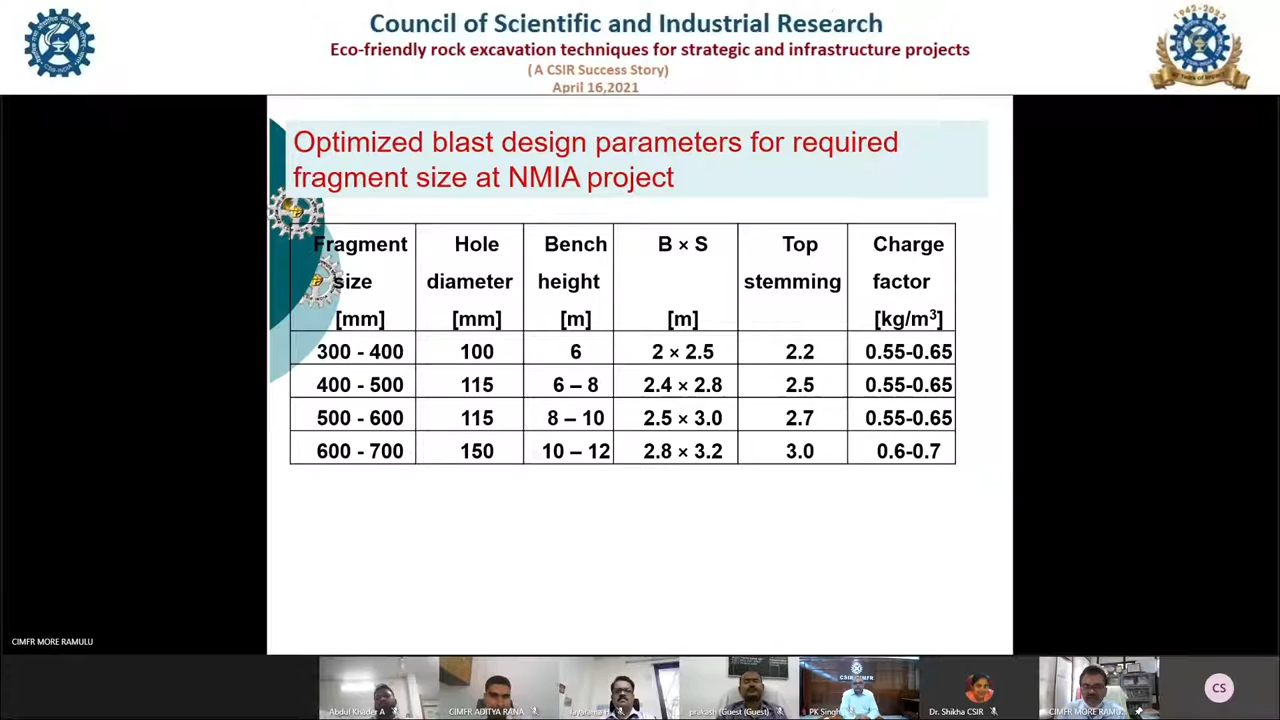 Council of Scientific and Industrial Research
Eco-friendly rock excavation techniques for strategic and infrastructure projects
(A CSIR Success Story)
April 16,2021
1942-2022
Optimized blast design parameters for required
fragment size at NMIA project
Fragment size [mm] Hole diameter [mm] Bench height [m] B × S [m] Top stemming Charge factor [kg/m³]
300 - 400 100 6 2 × 2.5 2.2 0.55-0.65
400 - 500 115 6 – 8 2.4 × 2.8 2.5 0.55-0.65
500 - 600 115 8 – 10 2.5 × 3.0 2.7 0.55-0.65
600 - 700 150 10 – 12 2.8 × 3.2 3.0 0.6-0.7
CIMFR MORE RAMULU
CSIR-CIMFR
Abdul Khader A
CIMFR ADITYA RANA
Jayarama H
prakash (Guest) (Guest)
PK Singh
Dr. Shikha CSIR
CIMFR MORE RAMU...
CS